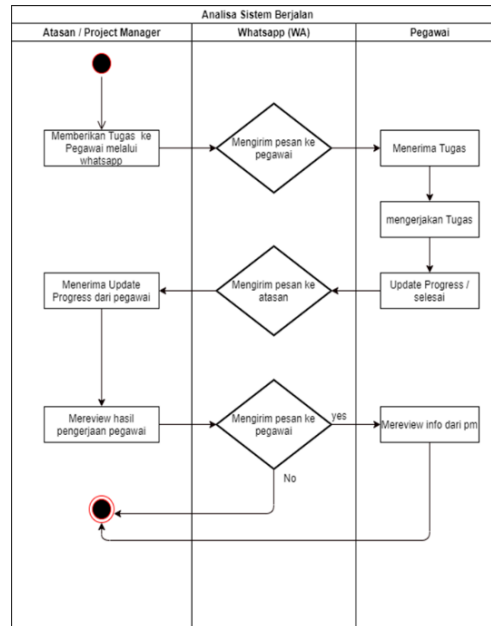 Analisa Sistem Berjalan
Atasan / Project Manager
Whatsapp (WA)
Pegawai
Memberikan Tugas ke
Pegawai melalui
whatsapp
Mengirim pesan ke
pegawai
Menerima Tugas
mengerjakan Tugas
Menerima Update
Progress dari pegawai
Mengirim pesan ke
atasan
Update Progress /
selesai
Mereview hasil
pengerjaan pegawai
Mengirim pesan ke
pegawai
yes
Mereview info dari pm
No